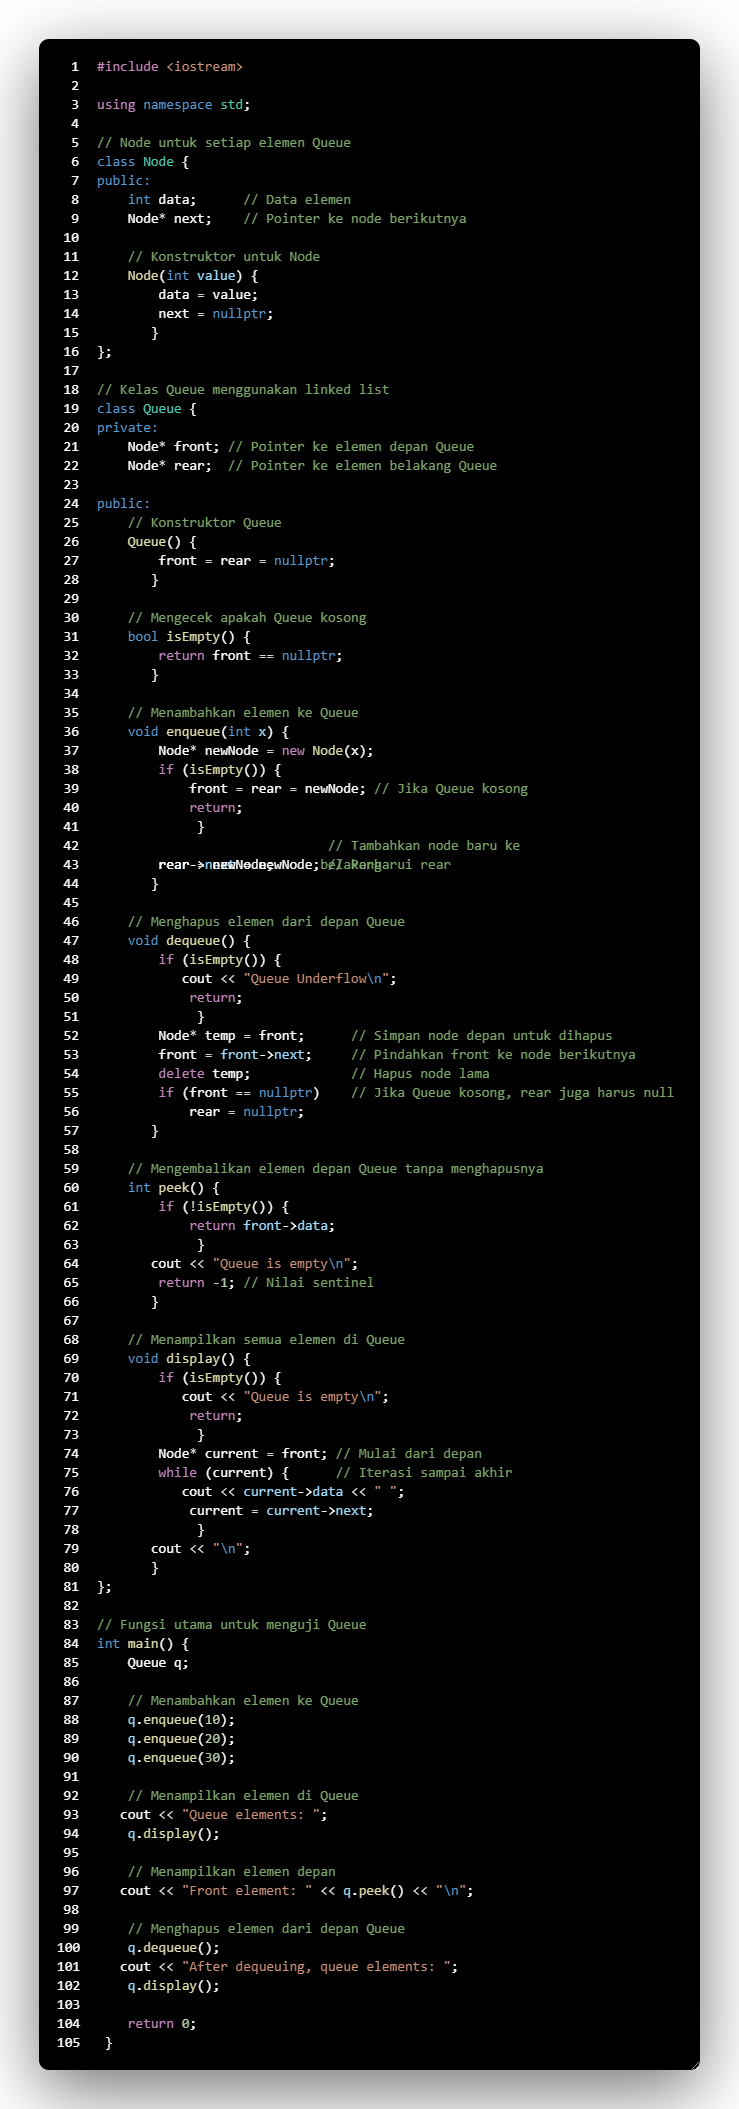 1 #include <iostream>
2
3 using namespace std;
4
5 // Node untuk setiap elemen Queue
6 class Node {
7 public:
8     int data;      // Data elemen
9     Node* next;    // Pointer ke node berikutnya
10
11     // Konstruktor untuk Node
12     Node(int value) {
13         data = value;
14         next = nullptr;
15        }
16 };
17
18 // Kelas Queue menggunakan linked list
19 class Queue {
20 private:
21     Node* front; // Pointer ke elemen depan Queue
22     Node* rear;  // Pointer ke elemen belakang Queue
23
24 public:
25     // Konstruktor Queue
26     Queue() {
27         front = rear = nullptr;
28        }
29
30     // Mengecek apakah Queue kosong
31     bool isEmpty() {
32         return front == nullptr;
33        }
34
35     // Menambahkan elemen ke Queue
36     void enqueue(int x) {
37         Node* newNode = new Node(x);
38         if (isEmpty()) {
39             front = rear = newNode; // Jika Queue kosong
40             return;
41              }
42                               // Tambahkan node baru ke
43         rear->                // rui rear
44        }
45
46     // Menghapus elemen dari depan Queue
47     void dequeue() {
48         if (isEmpty()) {
49            cout << "Queue Underflow\n";
50             return;
51              }
52         Node* temp = front;      // Simpan node depan untuk dihapus
53         front = front->next;     // Pindahkan front ke node berikutnya
54         delete temp;             // Hapus node lama
55         if (front == nullptr)    // Jika Queue kosong, rear juga harus null
56             rear = nullptr;
57        }
58
59     // Mengembalikan elemen depan Queue tanpa menghapusnya
60     int peek() {
61         if (!isEmpty()) {
62             return front->data;
63              }
64        cout << "Queue is empty\n";
65         return -1; // Nilai sentinel
66        }
67
68     // Menampilkan semua elemen di Queue
69     void display() {
70         if (isEmpty()) {
71            cout << "Queue is empty\n";
72             return;
73              }
74         Node* current = front; // Mulai dari depan
75         while (current) {      // Iterasi sampai akhir
76            cout << current->data << " ";
77             current = current->next;
78              }
79        cout << "\n";
80        }
81 };
82
83 // Fungsi utama untuk menguji Queue
84 int main() {
85     Queue q;
86
87     // Menambahkan elemen ke Queue
88     q.enqueue(10);
89     q.enqueue(20);
90     q.enqueue(30);
91
92     // Menampilkan elemen di Queue
93    cout << "Queue elements: ";
94     q.display();
95
96     // Menampilkan elemen depan
97    cout << "Front element: " << q.peek() << "\n";
98
99     // Menghapus elemen dari depan Queue
100     q.dequeue();
101    cout << "After dequeuing, queue elements: ";
102     q.display();
103
104     return 0;
105  }